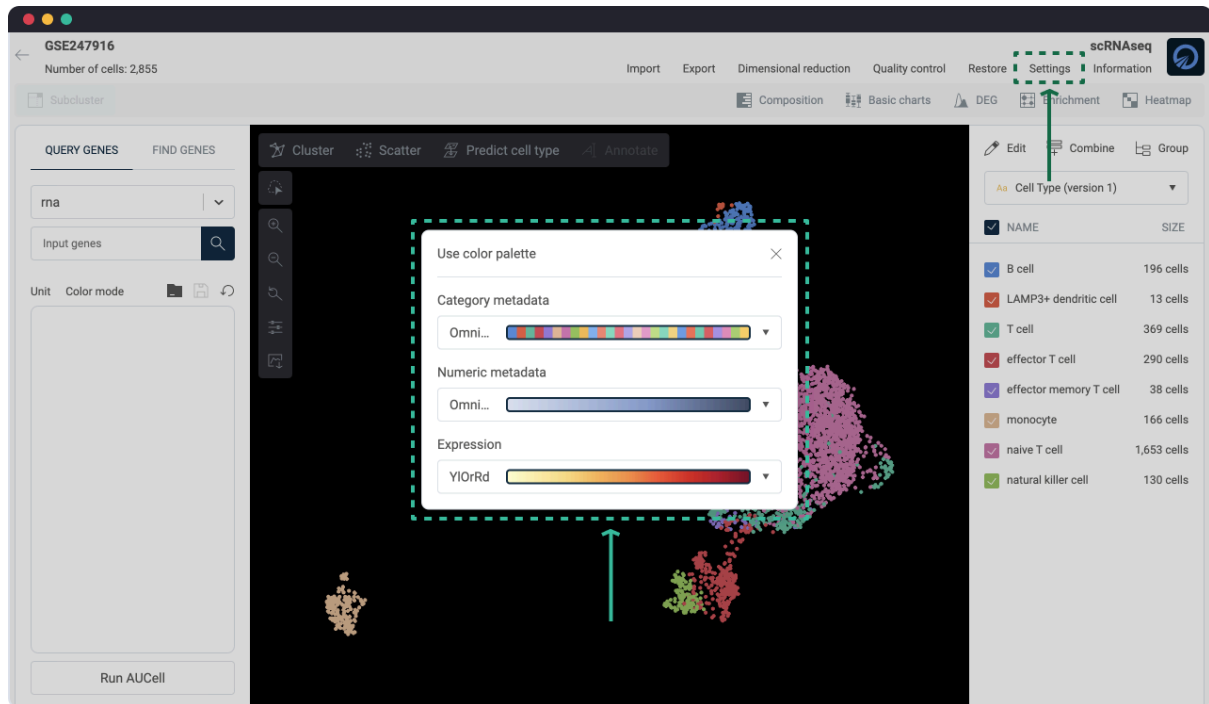 GSE247916
scRNAseq
Number of cells: 2,855
Import Export Dimensional reduction Quality control Restore Settings Information
Subcluster
Composition Basic charts DEG Enrichment Heatmap
QUERY GENES FIND GENES
Cluster Scatter Predict cell type Annotate
Edit Combine Group
rna
Aa Cell Type (version 1)
Input genes
NAME SIZE
Unit Color mode
Use color palette
Category metadata
Omni...
Numeric metadata
Omni...
Expression
YlOrRd
B cell 196 cells
LAMP3+ dendritic cell 13 cells
T cell 369 cells
effector T cell 290 cells
effector memory T cell 38 cells
monocyte 166 cells
naive T cell 1,653 cells
natural killer cell 130 cells
Run AUCell